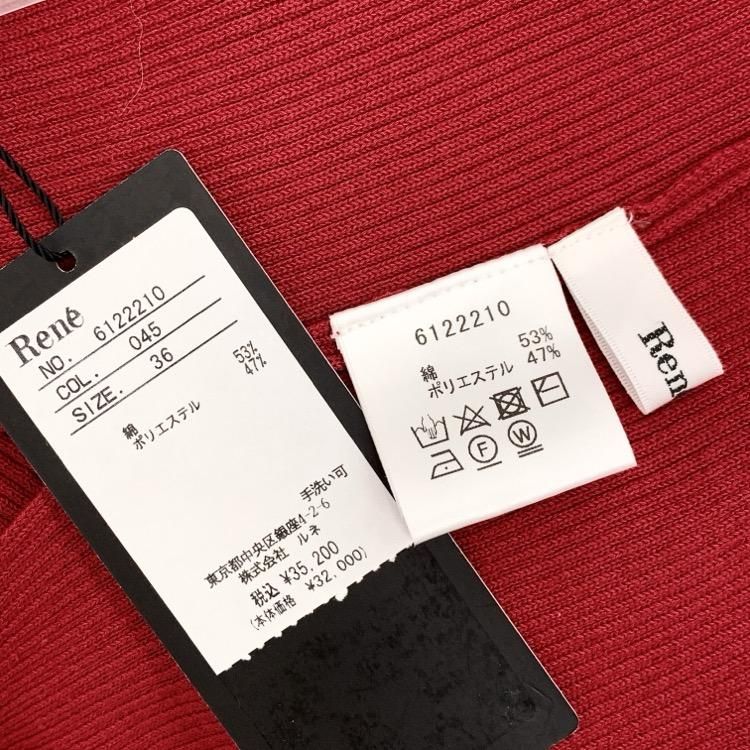 René
NO. 6122210
COL. 045
SIZE. 36
綿 53%
ポリエステル 47%
手洗い可
東京都中央区銀座4-2-6
株式会社 ルネ
税込 ¥35,200
(本体価格 ¥32,000)
6122210
綿 53%
ポリエステル 47%
F W
Ren